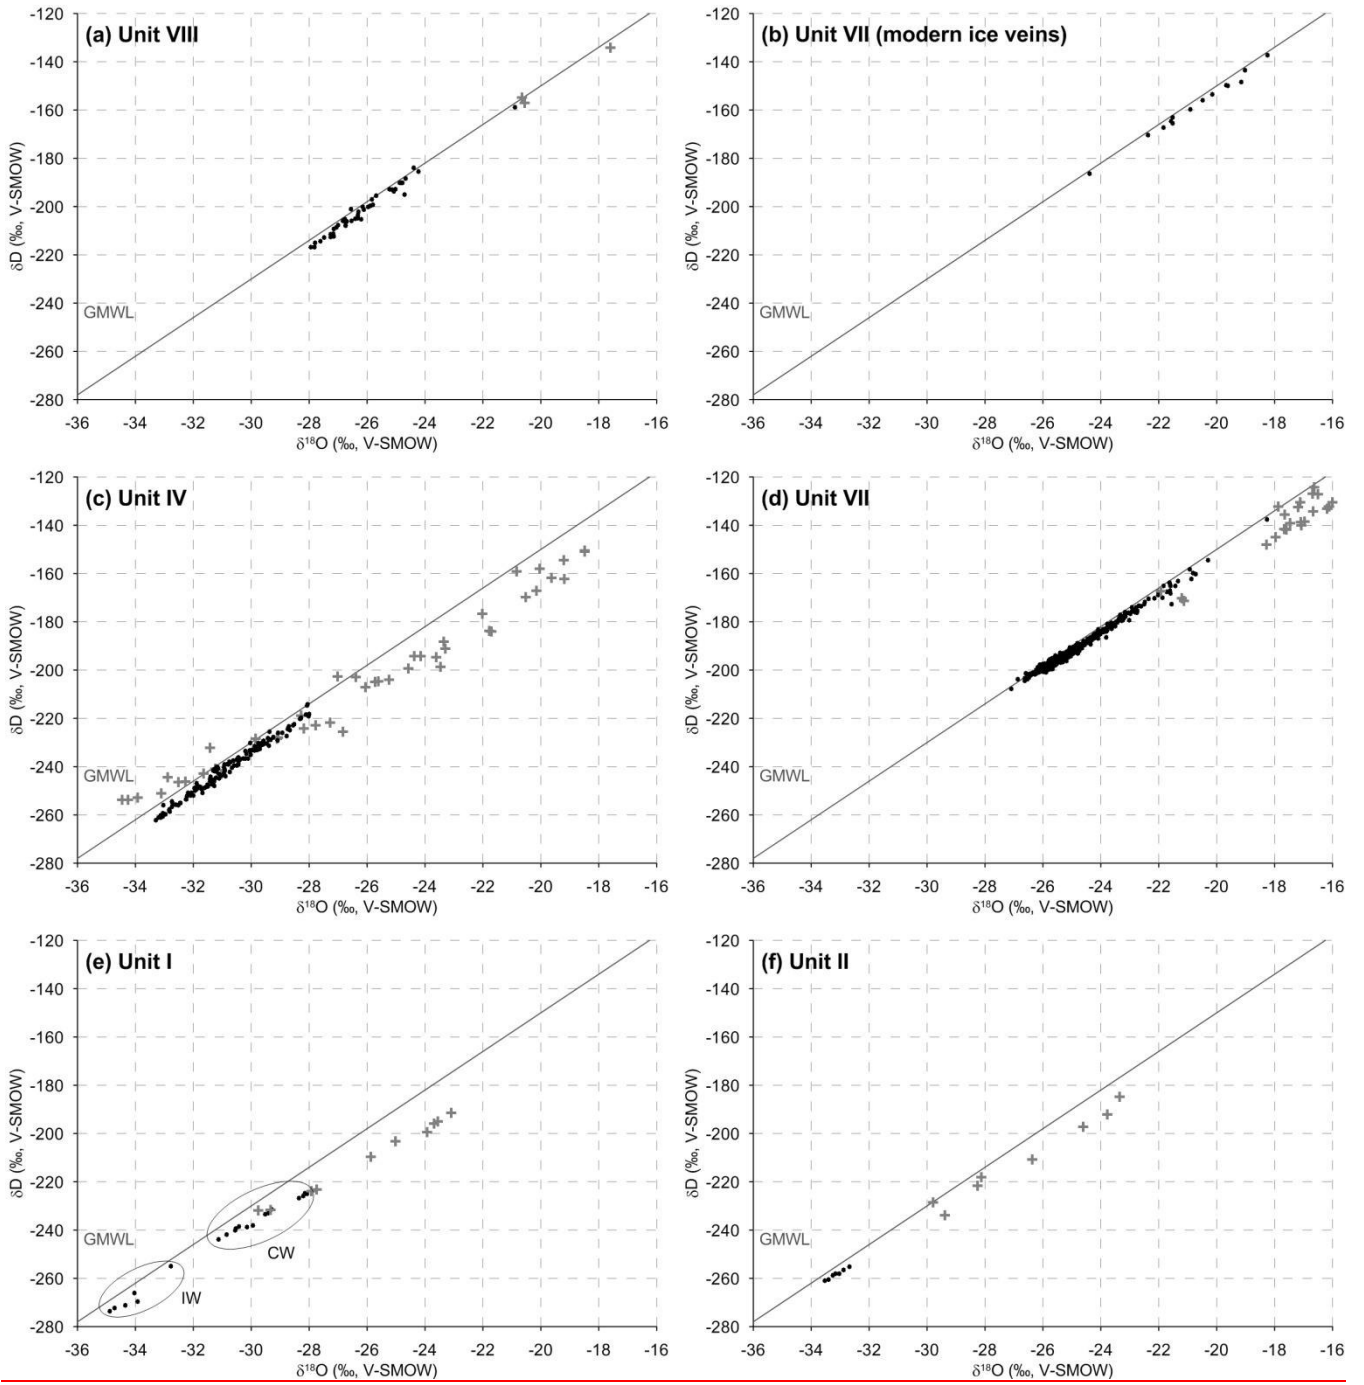 (a) Unit VIII
-120
-140
-160
-180
-200
-220
-240
-260
-280
δD (‰, V-SMOW)
GMWL
-36 -34 -32 -30 -28 -26 -24 -22 -20 -18 -16
δ¹⁸O (‰, V-SMOW)
(b) Unit VII (modern ice veins)
-120
-140
-160
-180
-200
-220
-240
-260
-280
δD (‰, V-SMOW)
GMWL
-36 -34 -32 -30 -28 -26 -24 -22 -20 -18 -16
δ¹⁸O (‰, V-SMOW)
(c) Unit IV
-120
-140
-160
-180
-200
-220
-240
-260
-280
δD (‰, V-SMOW)
GMWL
-36 -34 -32 -30 -28 -26 -24 -22 -20 -18 -16
δ¹⁸O (‰, V-SMOW)
(d) Unit VII
-120
-140
-160
-180
-200
-220
-240
-260
-280
δD (‰, V-SMOW)
GMWL
-36 -34 -32 -30 -28 -26 -24 -22 -20 -18 -16
δ¹⁸O (‰, V-SMOW)
(e) Unit I
-120
-140
-160
-180
-200
-220
-240
-260
-280
δD (‰, V-SMOW)
GMWL
CW
IW
-36 -34 -32 -30 -28 -26 -24 -22 -20 -18 -16
δ¹⁸O (‰, V-SMOW)
(f) Unit II
-120
-140
-160
-180
-200
-220
-240
-260
-280
δD (‰, V-SMOW)
GMWL
-36 -34 -32 -30 -28 -26 -24 -22 -20 -18 -16
δ¹⁸O (‰, V-SMOW)